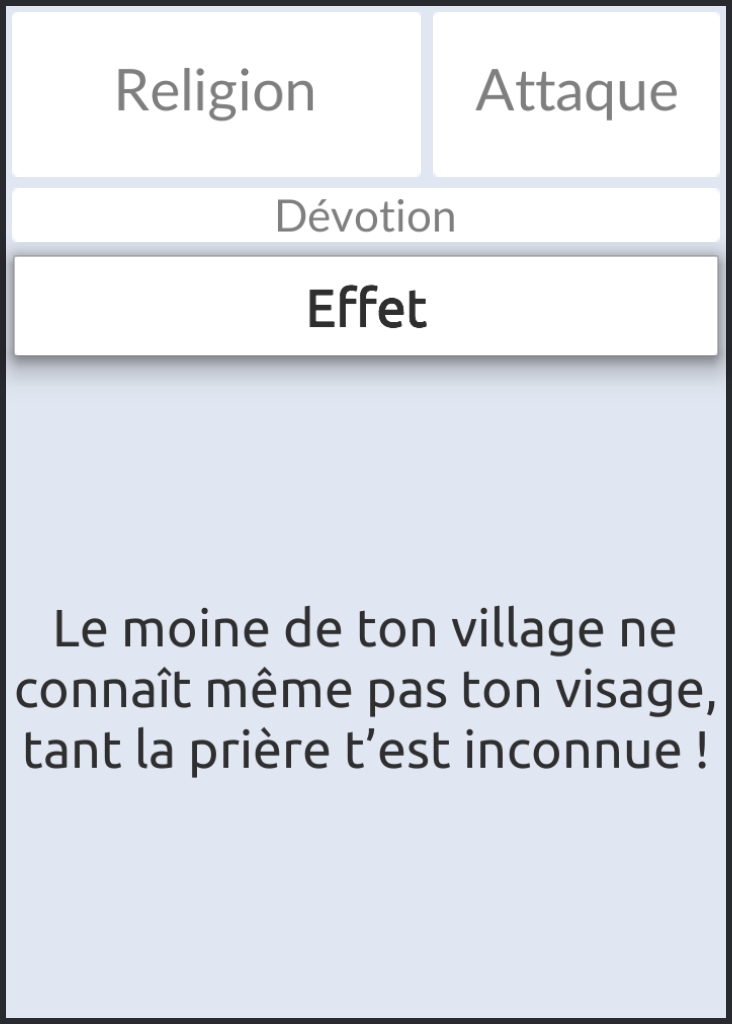 Religion
Attaque
Dévotion
Effet
Le moine de ton village ne
connaît même pas ton visage,
tant la prière t’est inconnue !